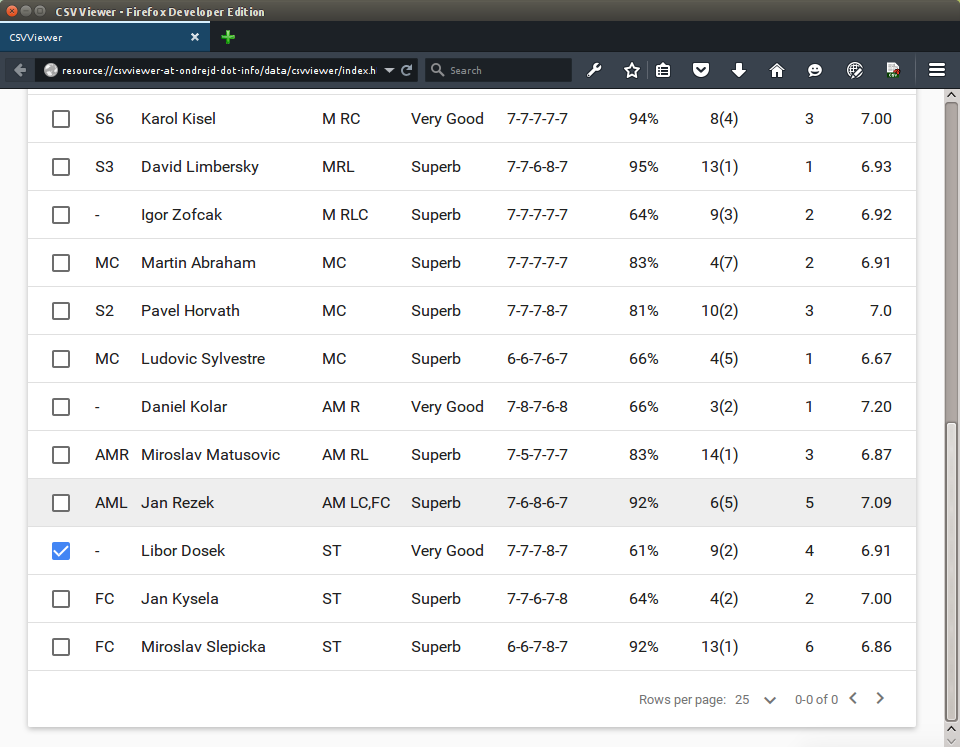 CSVViewer - Firefox Developer Edition
CSVViewer
resource://csvviewer-at-ondrejd-dot-info/data/csvviewer/index.h
Search
S6 Karol Kisel M RC Very Good 7-7-7-7-7 94% 8(4) 3 7.00
S3 David Limbersky MRL Superb 7-7-6-8-7 95% 13(1) 1 6.93
- Igor Zofcak M RLC Superb 7-7-7-7-7 64% 9(3) 2 6.92
MC Martin Abraham MC Superb 7-7-7-7-7 83% 4(7) 2 6.91
S2 Pavel Horvath MC Superb 7-7-7-8-7 81% 10(2) 3 7.0
MC Ludovic Sylvestre MC Superb 6-6-7-6-7 66% 4(5) 1 6.67
- Daniel Kolar AM R Very Good 7-8-7-6-8 66% 3(2) 1 7.20
AMR Miroslav Matusovic AM RL Superb 7-5-7-7-7 83% 14(1) 3 6.87
AML Jan Rezek AM LC,FC Superb 7-6-8-6-7 92% 6(5) 5 7.09
- Libor Dosek ST Very Good 7-7-7-8-7 61% 9(2) 4 6.91
FC Jan Kysela ST Superb 7-7-6-7-8 64% 4(2) 2 7.00
FC Miroslav Slepicka ST Superb 6-6-7-8-7 92% 13(1) 6 6.86
Rows per page: 25 0-0 of 0